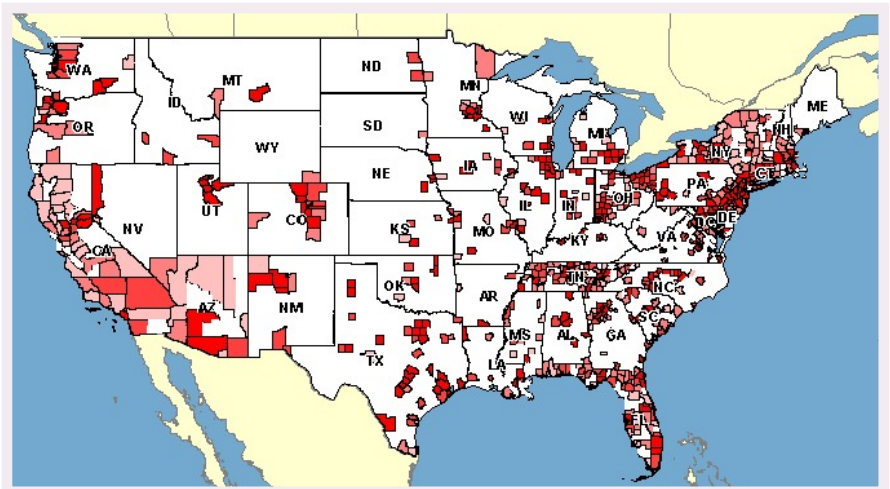 WA
MT
ND
MN
ME
OR
ID
SD
WI
MI
NH
NY
WY
IA
CT
NE
PA
NV
UT
CO
IL
IN
OH
DC
DE
KS
MO
KY
VA
CA
AZ
NM
OK
AR
TN
NC
SC
TX
LA
MS
AL
GA
FL